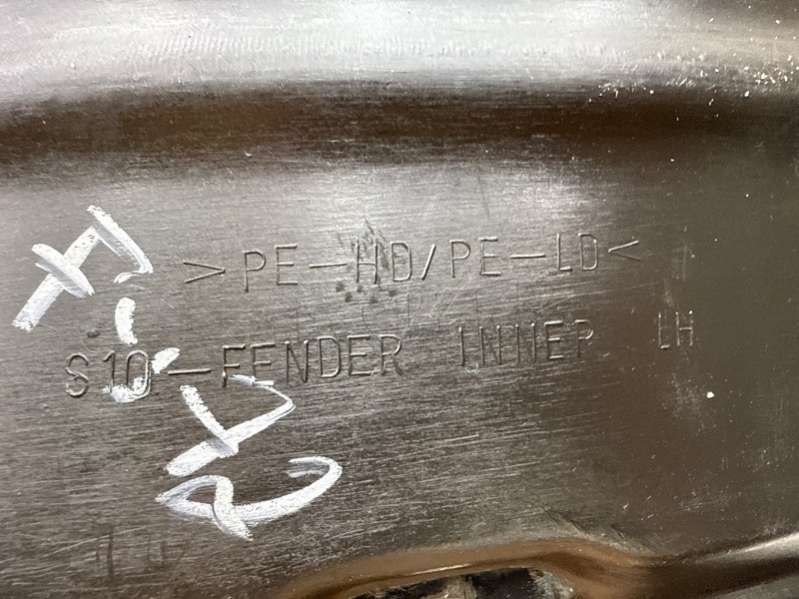 >PE-HD/PE-LD<
S10-FENDER INNER LH